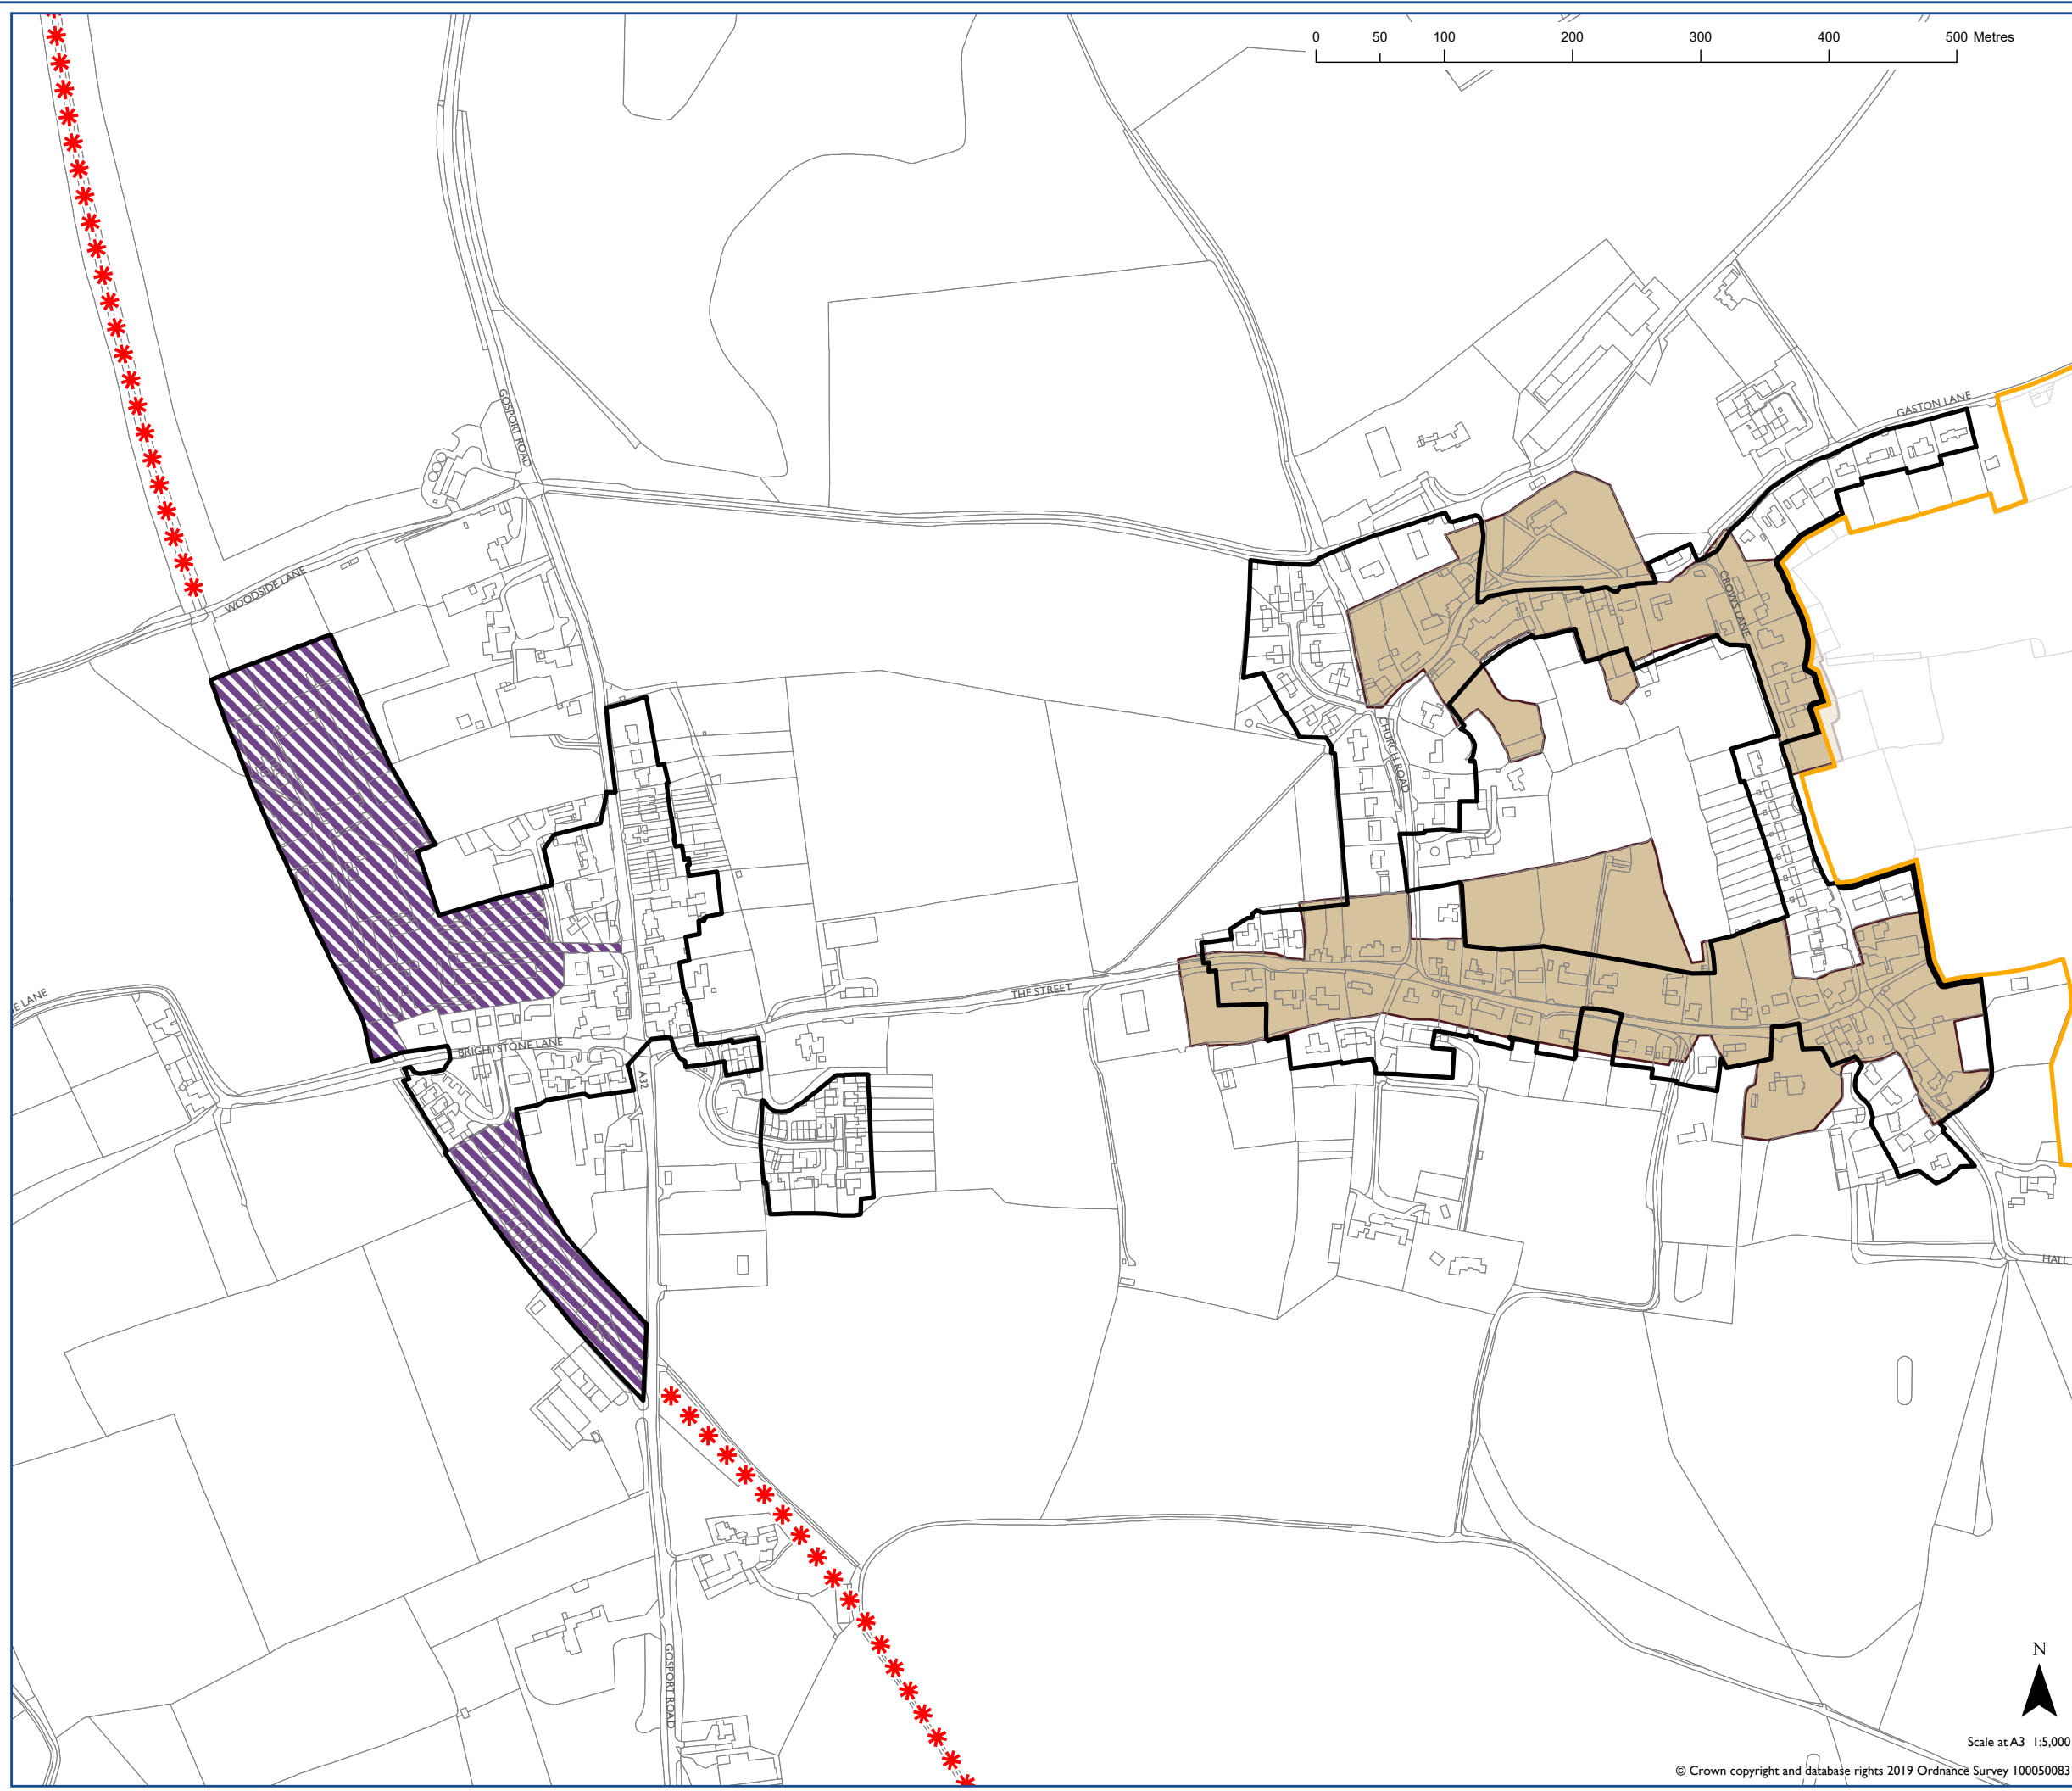 0 50 100 200 300 400 500 Metres
GOSPORT ROAD
GASTON LANE
WOODSIDE LANE
CROWS LANE
CHURCH ROAD
E LANE
THE STREET
BRIGHTSTONE LANE
A32
HALL
GOSPORT ROAD
N
Scale at A3 1:5,000
© Crown copyright and database rights 2019 Ordnance Survey 100050083